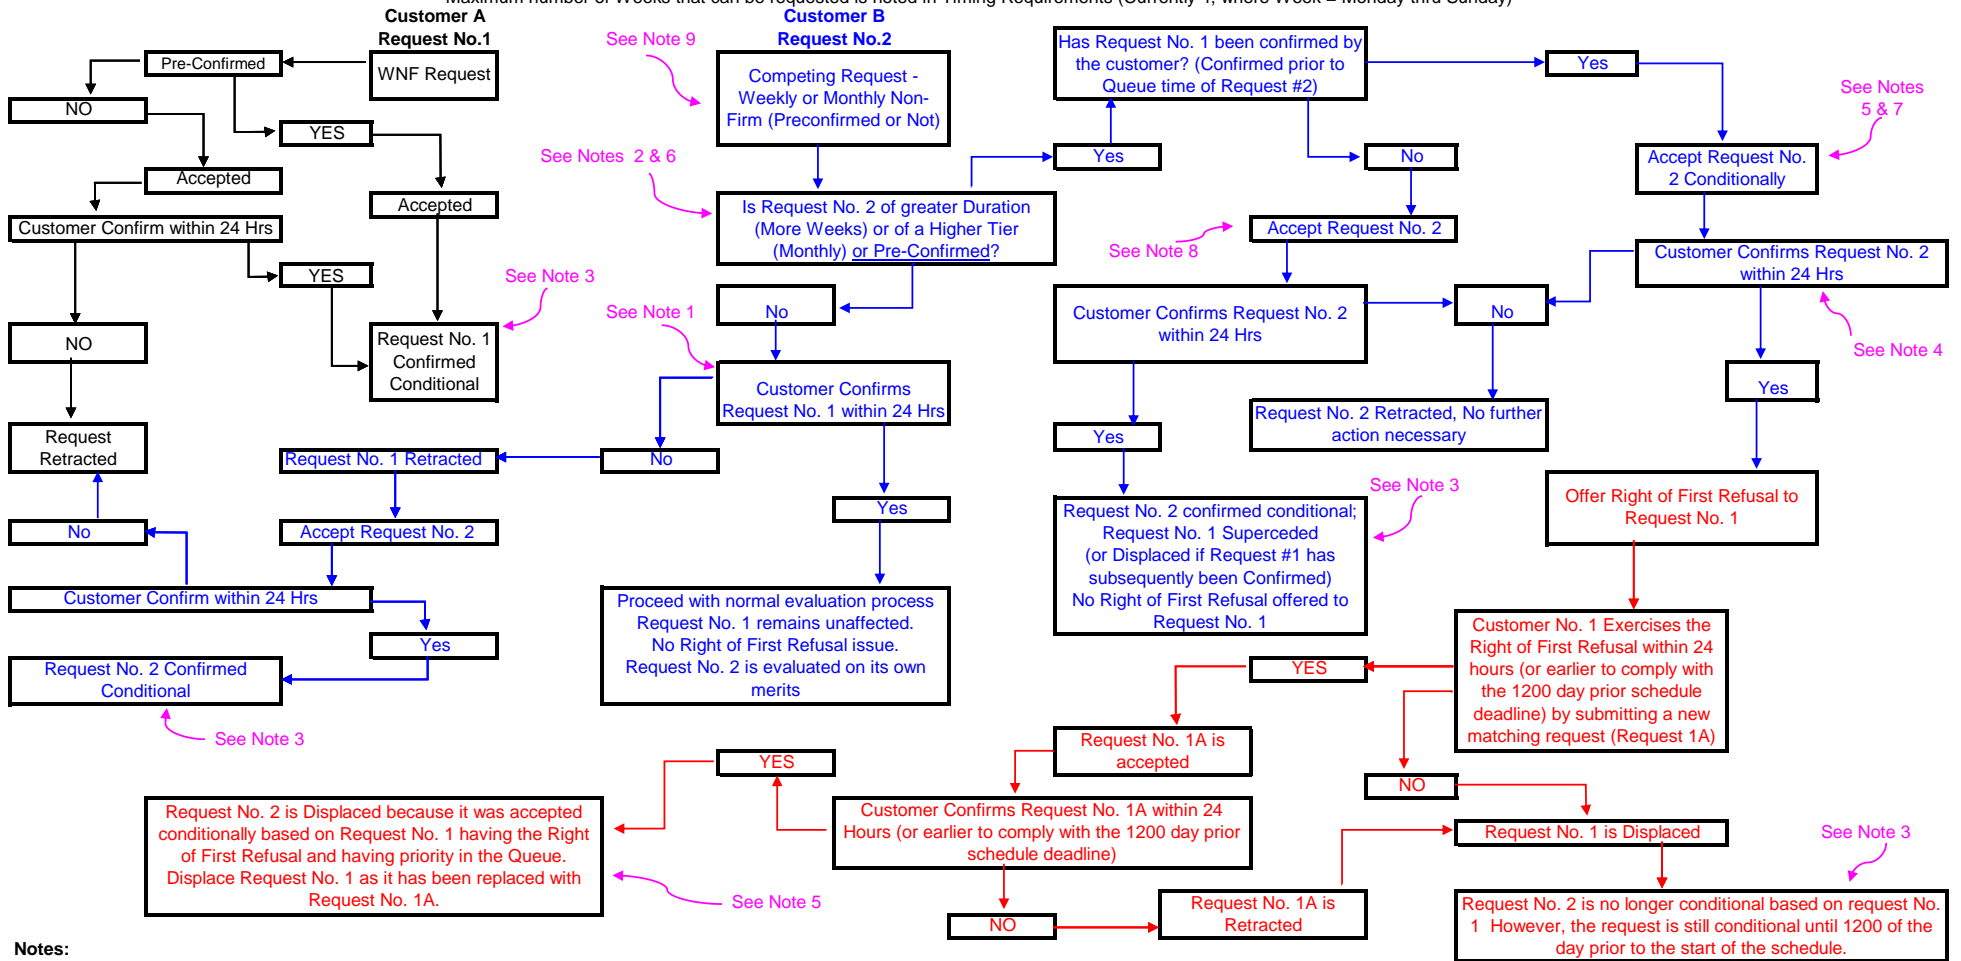 Maximum number of Weeks that can be requested is noted in Timing Requirements (Currently 4, where Week = Monday thru Sunday)
Customer A
Request No.1
Customer B
Request No.2
See Note 9
Pre-Confirmed
WNF Request
NO
YES
Accepted
Accepted
Customer Confirm within 24 Hrs
YES
NO
Request No. 1
Confirmed
Conditional
See Note 3
Request
Retracted
Competing Request -
Weekly or Monthly Non-
Firm (Preconfirmed or Not)
See Notes 2 & 6
Is Request No. 2 of greater Duration
(More Weeks) or of a Higher Tier
(Monthly) or Pre-Confirmed?
Yes
No
See Note 1
Customer Confirms
Request No. 1 within 24 Hrs
No
Yes
Request No. 1 Retracted
Accept Request No. 2
No
Customer Confirm within 24 Hrs
Yes
Request No. 2 Confirmed
Conditional
See Note 3
Proceed with normal evaluation process
Request No. 1 remains unaffected.
No Right of First Refusal issue.
Request No. 2 is evaluated on its own
merits
Has Request No. 1 been confirmed by
the customer? (Confirmed prior to
Queue time of Request #2)
Yes
No
See Notes
5 & 7
Accept Request No.
2 Conditionally
Accept Request No. 2
See Note 8
Customer Confirms Request No. 2
within 24 Hrs
Customer Confirms Request No. 2
within 24 Hrs
No
See Note 4
Yes
Request No. 2 Retracted, No further
action necessary
Yes
See Note 3
Request No. 2 confirmed conditional;
Request No. 1 Superceded
(or Displaced if Request #1 has
subsequently been Confirmed)
No Right of First Refusal offered to
Request No. 1
Offer Right of First Refusal to
Request No. 1
Customer No. 1 Exercises the
Right of First Refusal within 24
hours (or earlier to comply with
the 1200 day prior schedule
deadline) by submitting a new
matching request (Request 1A)
YES
NO
Request No. 1A is
accepted
Customer Confirms Request No. 1A within 24
Hours (or earlier to comply with the 1200 day prior
schedule deadline)
YES
NO
Request No. 2 is Displaced because it was accepted
conditionally based on Request No. 1 having the Right
of First Refusal and having priority in the Queue.
Displace Request No. 1 as it has been replaced with
Request No. 1A.
See Note 5
Request No. 1A is
Retracted
Request No. 1 is Displaced
See Note 3
Request No. 2 is no longer conditional based on request No.
1 However, the request is still conditional until 1200 of the
day prior to the start of the schedule.
Notes: